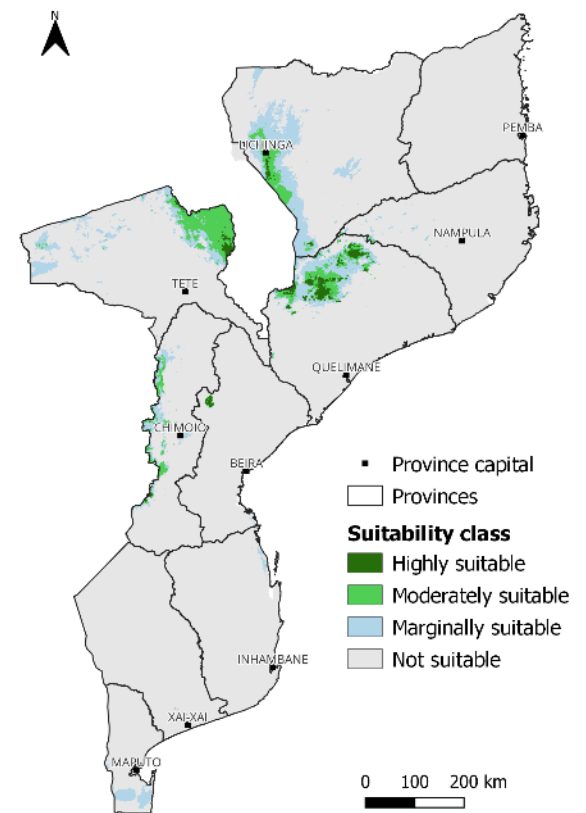 N
PEMBA
LICHINGA
NAMPULA
TETE
QUELIMANE
CHIMOIO
BEIRA
Province capital
Provinces
Suitability class
Highly suitable
Moderately suitable
Marginally suitable
Not suitable
INHAMBANE
XAI-XAI
MAPUTO
0 100 200 km